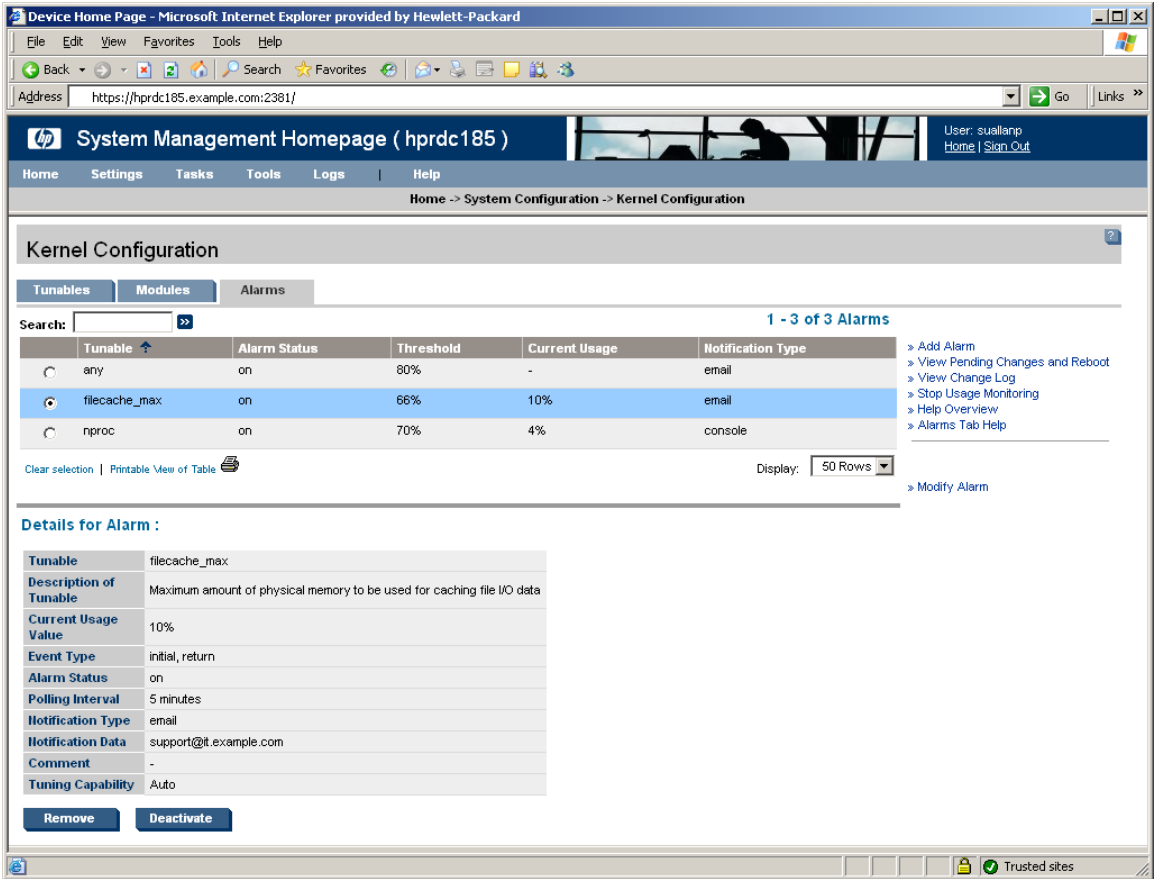 Device Home Page - Microsoft Internet Explorer provided by Hewlett-Packard
File Edit View Favorites Tools Help
Back Search Favorites
Address https://hprdc185.example.com:2381/ Go Links »
hp System Management Homepage ( hprdc185 )
User: suallanp
Home | Sign Out
Home Settings Tasks Tools Logs | Help
Home -> System Configuration -> Kernel Configuration
Kernel Configuration ?
Tunables Modules Alarms
Search: » 1 - 3 of 3 Alarms
Tunable Alarm Status Threshold Current Usage Notification Type
any on 80% - email
filecache_max on 66% 10% email
nproc on 70% 4% console
Clear selection | Printable View of Table Display: 50 Rows
» Add Alarm
» View Pending Changes and Reboot
» View Change Log
» Stop Usage Monitoring
» Help Overview
» Alarms Tab Help
» Modify Alarm
Details for Alarm :
Tunable filecache_max
Description of Tunable Maximum amount of physical memory to be used for caching file I/O data
Current Usage Value 10%
Event Type initial, return
Alarm Status on
Polling Interval 5 minutes
Notification Type email
Notification Data support@it.example.com
Comment -
Tuning Capability Auto
Remove Deactivate
Trusted sites